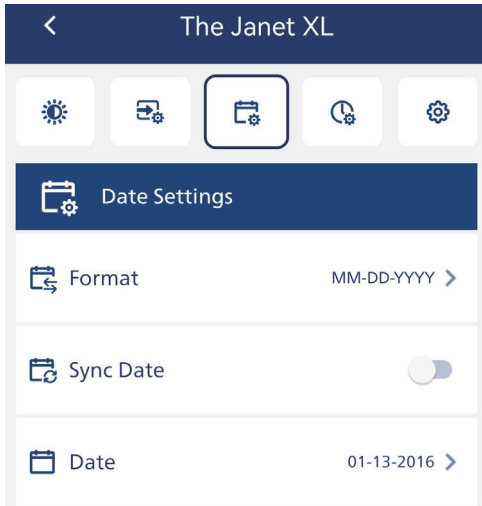 The Janet XL
Date Settings
Format MM-DD-YYYY
Sync Date
Date 01-13-2016